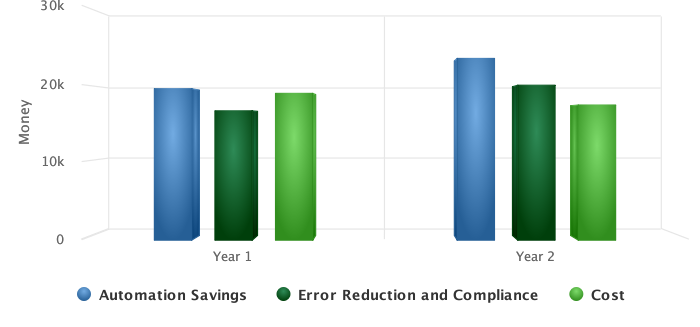 30k
20k
10k
0
Money
Year 1
Year 2
Automation Savings
Error Reduction and Compliance
Cost